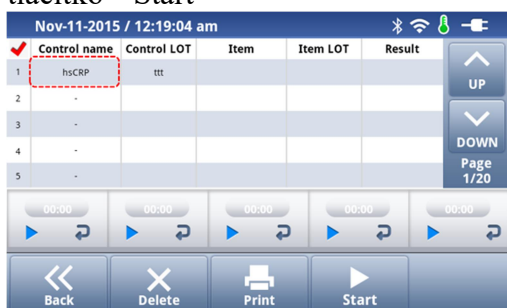 tlačítko „Start“
Nov-11-2015 / 12:19:04 am
Control name Control LOT Item Item LOT Result
1 hsCRP ttt
UP
2 -
3 -
DOWN
4 -
Page
1/20
5 -
00:00 00:00 00:00 00:00 00:00
Back Delete Print Start